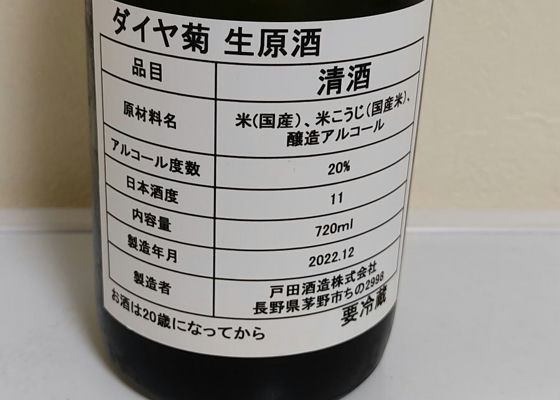 ダイヤ菊 生原酒
品目 清酒
原材料名 米(国産)、米こうじ(国産米)、
醸造アルコール
アルコール度数 20%
日本酒度 11
内容量 720ml
製造年月 2022.12
製造者 戸田酒造株式会社
長野県茅野市ちの2998
お酒は20歳になってから 要冷蔵